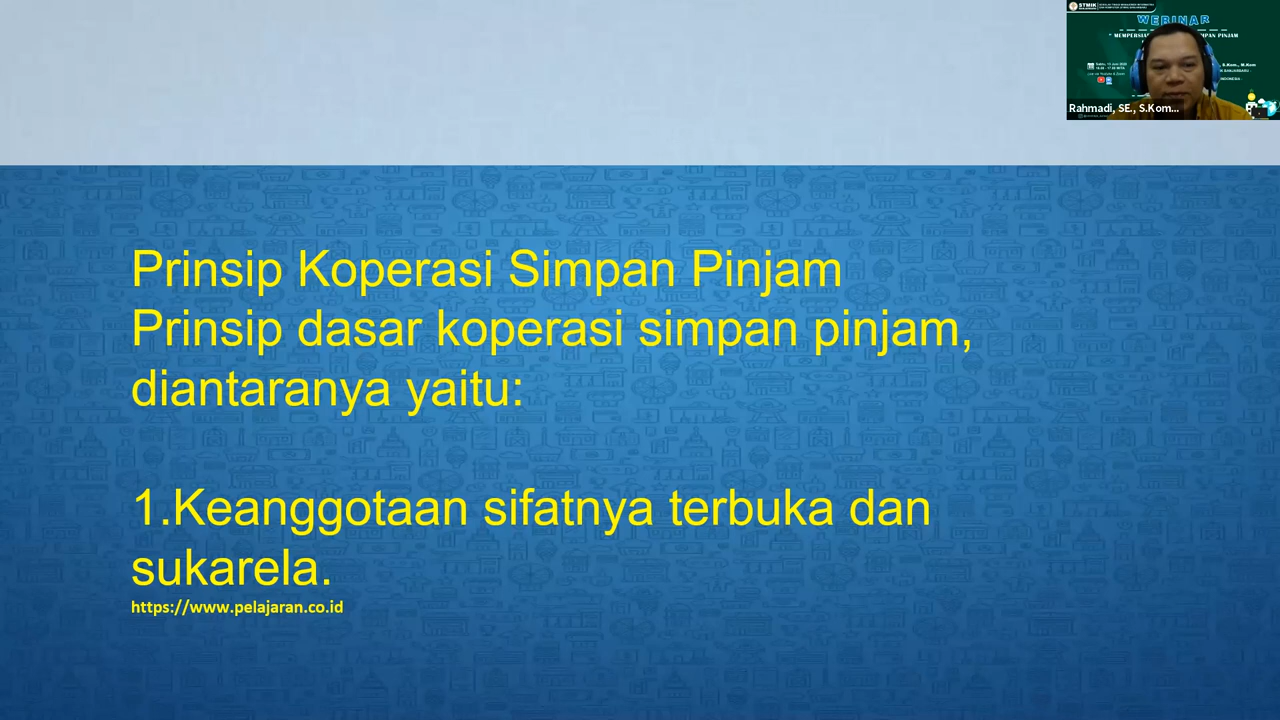 STMIK
WEBINAR
Rahmadi, SE., S.Kom...
Prinsip Koperasi Simpan Pinjam
Prinsip dasar koperasi simpan pinjam,
diantaranya yaitu:
1.Keanggotaan sifatnya terbuka dan
sukarela.
https://www.pelajaran.co.id